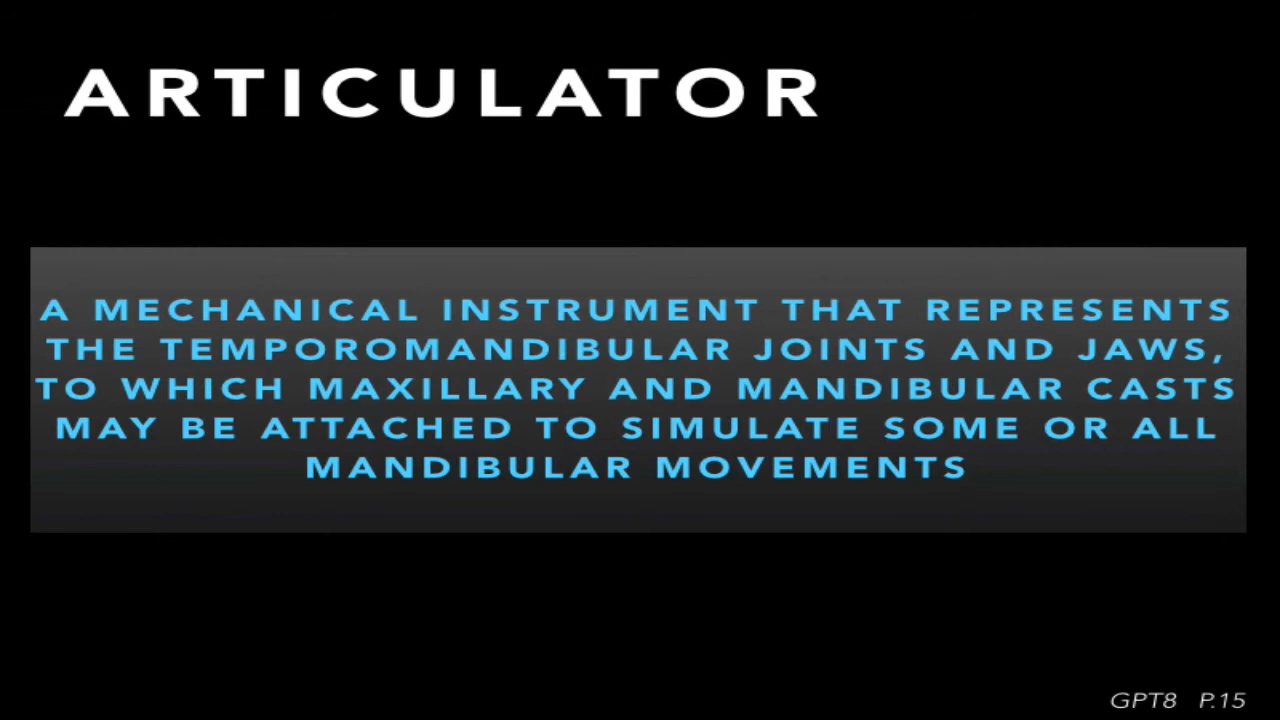 ARTICULATOR
A MECHANICAL INSTRUMENT THAT REPRESENTS
THE TEMPOROMANDIBULAR JOINTS AND JAWS,
TO WHICH MAXILLARY AND MANDIBULAR CASTS
MAY BE ATTACHED TO SIMULATE SOME OR ALL
MANDIBULAR MOVEMENTS
GPT8 P.15